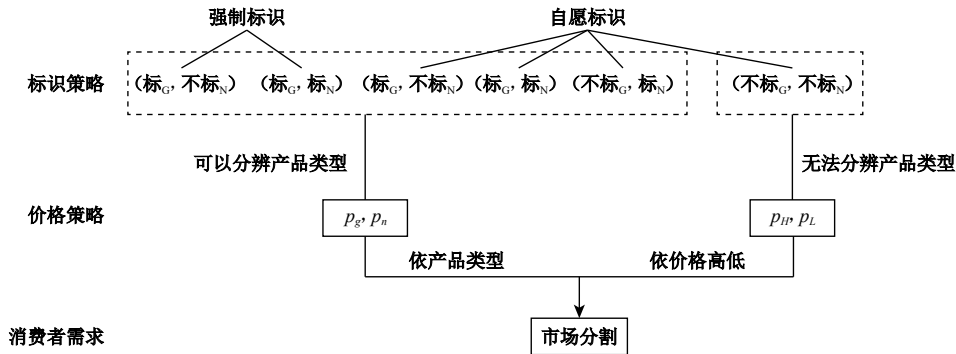 强制标识 自愿标识
标识策略 (标G, 不标N) (标G, 标N) (标G, 不标N) (标G, 标N) (不标G, 标N) (不标G, 不标N)
可以分辨产品类型 无法分辨产品类型
价格策略 pg, pn pH, pL
依产品类型 依价格高低
消费者需求 市场分割